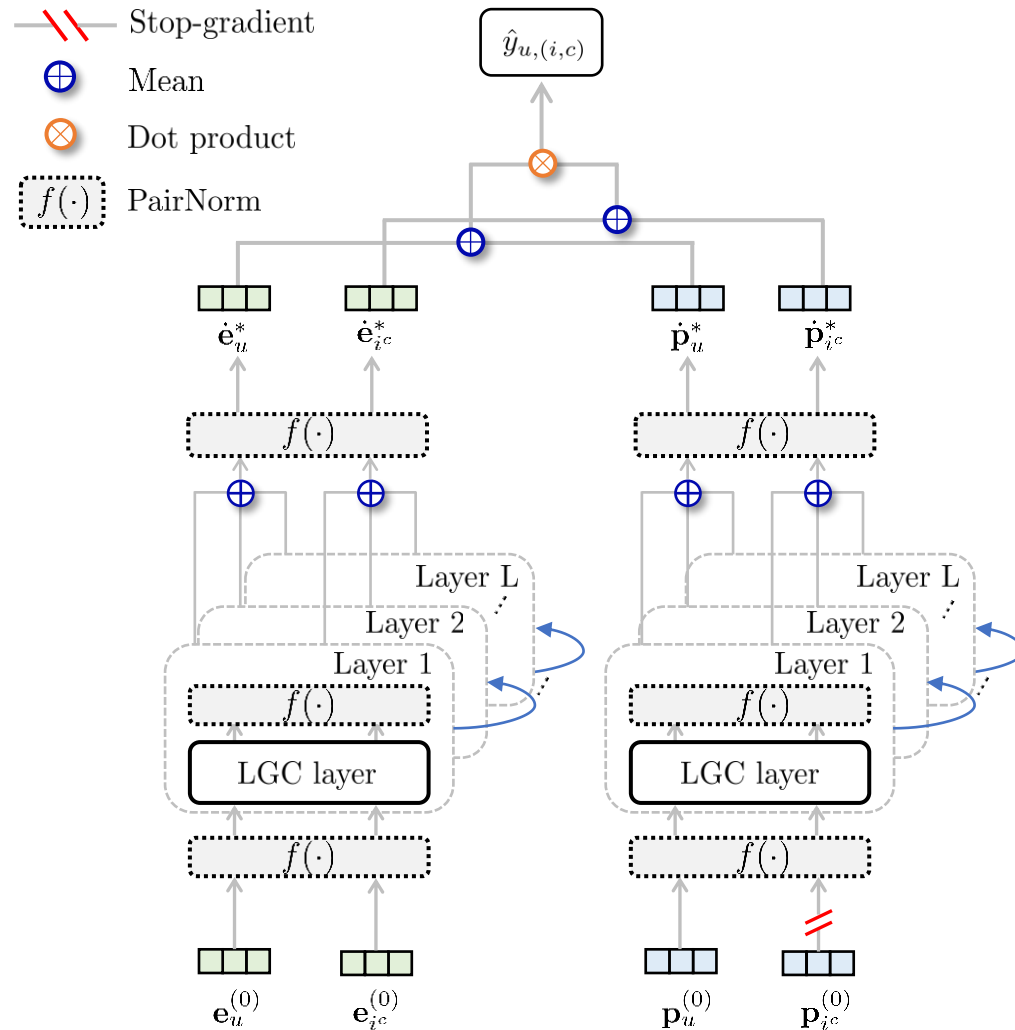 Stop-gradient
Mean
Dot product
f(·) PairNorm
ŷ_{u,(i,c)}
ė*_u ė*_{i^c} ṗ*_u ṗ*_{i^c}
f(·) f(·)
Layer L Layer L
Layer 2 Layer 2
Layer 1 Layer 1
f(·) f(·)
LGC layer LGC layer
f(·) f(·)
e_u^{(0)} e_{i^c}^{(0)} p_u^{(0)} p_{i^c}^{(0)}